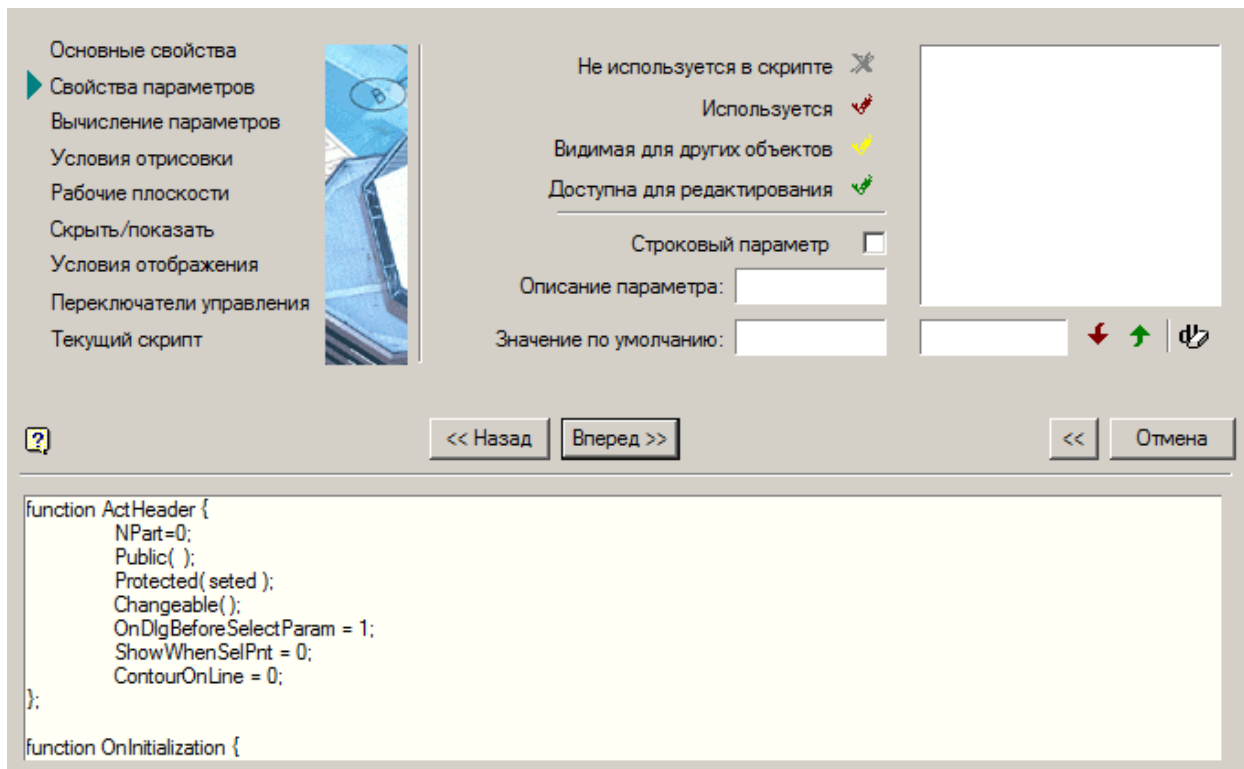 Основные свойства
Свойства параметров
Вычисление параметров
Условия отрисовки
Рабочие плоскости
Скрыть/показать
Условия отображения
Переключатели управления
Текущий скрипт
B
Не используется в скрипте
Используется
Видимая для других объектов
Доступна для редактирования
Строковый параметр
Описание параметра:
Значение по умолчанию:
?
<< Назад
Вперед >>
<<
Отмена
function ActHeader {
NPart=0;
Public( );
Protected( seted );
Changeable( );
OnDlgBeforeSelectParam = 1;
ShowWhenSelPnt = 0;
ContourOnLine = 0;
};
function OnInitialization {